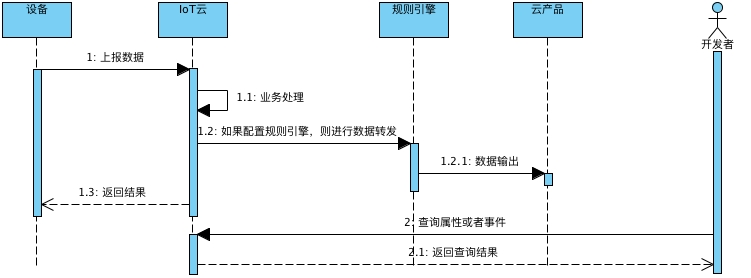 设备
IoT云
规则引擎
云产品
开发者
1: 上报数据
1.1: 业务处理
1.2: 如果配置规则引擎，则进行数据转发
1.2.1: 数据输出
1.3: 返回结果
2: 查询属性或者事件
2.1: 返回查询结果